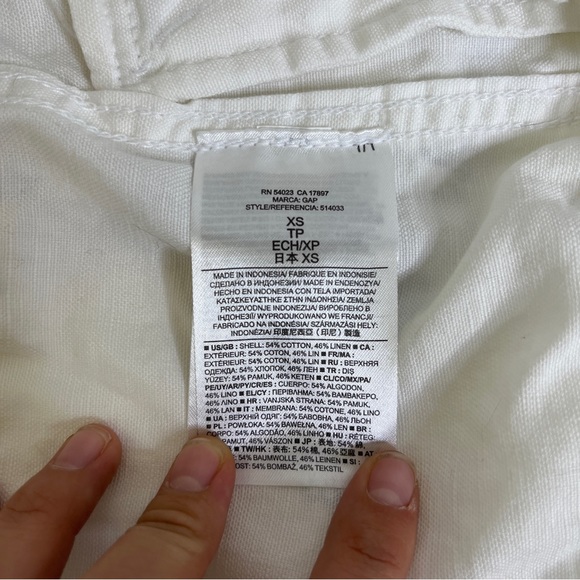 RN 54023 CA 17897
MARCA: GAP
STYLE/REFERENCIA: 514033
XS
TP
ECH/XP
日本 XS
MADE IN INDONESIA/ FABRIQUE EN INDONISIE/
СДЕЛАНО В ИНДОНЕЗИИ/ MADE IN ENDENOZYA/
HECHO EN INDONESIA CON TELA IMPORTADA/
ΚΑΤΑΣΚΕΥΑΣΤΗΚΕ ΣΤΗΝ ΙΝΔΟΝΗΣΙΑ/ ZEMLJA
PROIZVODNJE INDONEZIJA/ ВИРОБЛЕНО В
ІНДОНЕЗІЇ/ WYPRODUKOWANO WE FRANCJI/
FABRICADO NA INDONÉSIA/ SZÁRMAZÁSI HELY:
INDONÉZIA/ 印度尼西亞 (印尼) 製造
■ US/GB : SHELL: 54% COTTON, 46% LINEN ■ CA :
EXTÉRIEUR: 54% COTON, 46% LIN ■ FR/MA :
EXTÉRIEUR: 54% COTON, 46% LIN ■ RU : ВЕРХНЯЯ
ОДЕЖДА: 54% ХЛОПОК, 46% ЛЕН ■ TR : DIŞ
YÜZEY: 54% PAMUK, 46% KETEN ■ CL/CO/MX/PA/
PE/UY/AR/PY/CR/ES : CUERPO: 54% ALGODON,
46% LINO ■ EL/CY : ΠΕΡΙΒΛΗΜΑ: 54% ΒΑΜΒΑΚΕΡΟ,
46% ΛΙΝΟ ■ HR : VANJSKA STRANA: 54% PAMUK,
46% LAN ■ IT : MEMBRANA: 54% COTONE, 46% LINO
■ UA : ВЕРХНІЙ ОДЯГ: 54% БАВОВНА, 46% ЛЬОН
■ PL : POWŁOKA: 54% BAWEŁNA, 46% LEN ■ BR :
CORPO: 54% ALGODÃO, 46% LINHO ■ HU : RÉTEG:
PAMUT, 46% VÁSZON ■ JP : 表地: 54% 綿,
■ TW/HK : 表布: 54% 棉, 46% 亞麻 ■ AT
54% BAUMWOLLE, 46% LEINEN ■ SI :
54% BOMBAŽ, 46% TEKSTIL